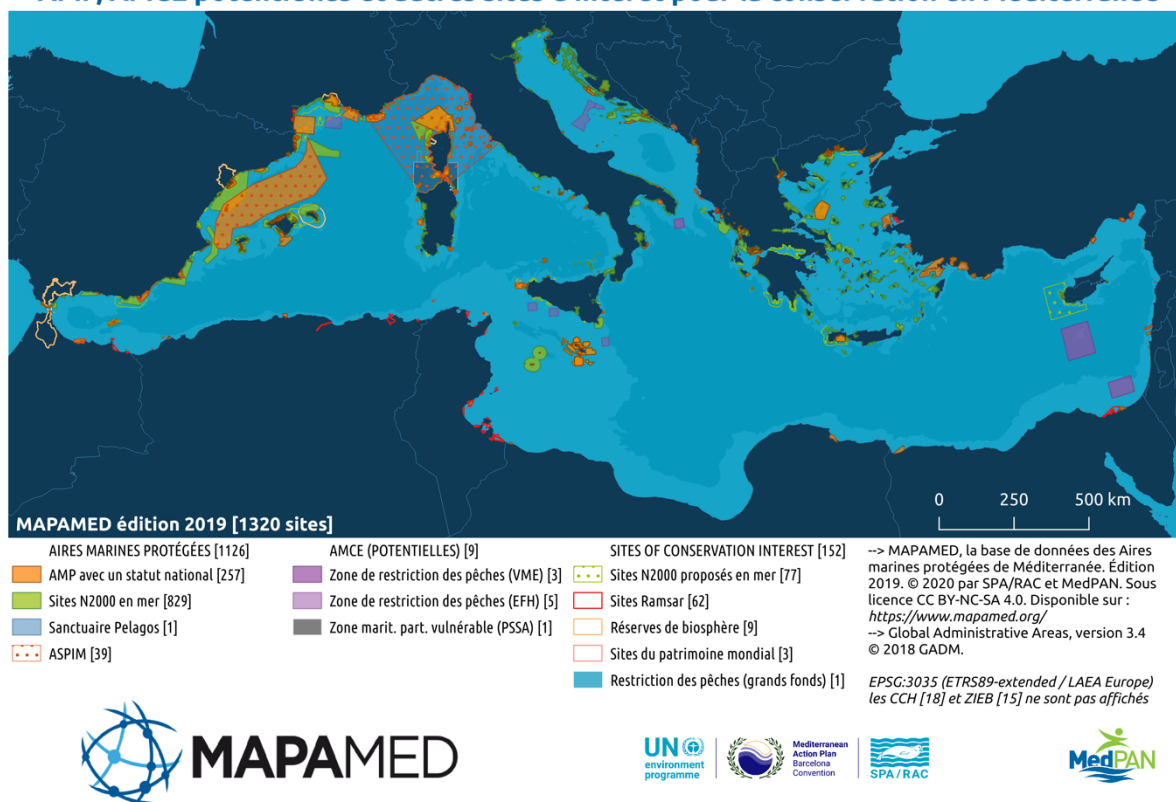 MAPAMED édition 2019 [1320 sites]
0 250 500 km
AIRES MARINES PROTÉGÉES [1126]
AMP avec un statut national [257]
Sites N2000 en mer [829]
Sanctuaire Pelagos [1]
ASPIM [39]
AMCE (POTENTIELLES) [9]
Zone de restriction des pêches (VME) [3]
Zone de restriction des pêches (EFH) [5]
Zone marit. part. vulnérable (PSSA) [1]
SITES OF CONSERVATION INTEREST [152]
Sites N2000 proposés en mer [77]
Sites Ramsar [62]
Réserves de biosphère [9]
Sites du patrimoine mondial [3]
Restriction des pêches (grands fonds) [1]
--> MAPAMED, la base de données des Aires
marines protégées de Méditerranée. Édition
2019. © 2020 par SPA/RAC et MedPAN. Sous
licence CC BY-NC-SA 4.0. Disponible sur :
https://www.mapamed.org/
--> Global Administrative Areas, version 3.4
© 2018 GADM.
EPSG:3035 (ETRS89-extended / LAEA Europe)
les CCH [18] et ZIEB [15] ne sont pas affichés
MAPAMED
UN
environment
programme
Mediterranean
Action Plan
Barcelona
Convention
SPA/RAC
MedPAN